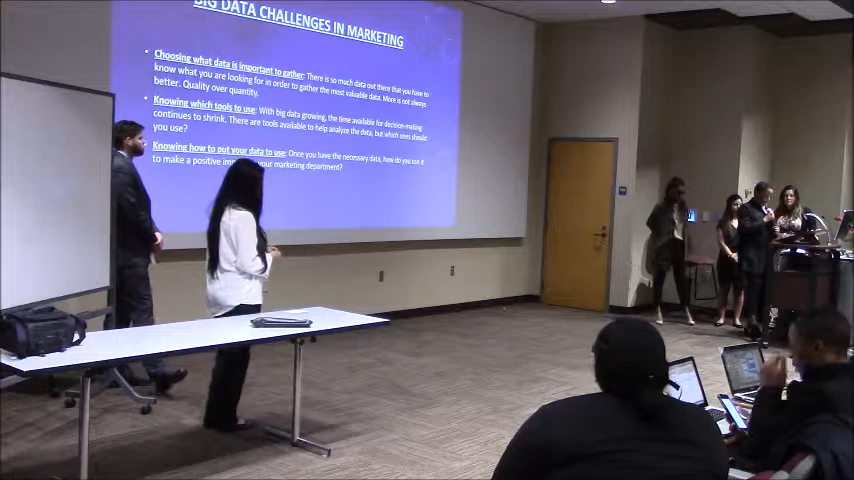 BIG DATA CHALLENGES IN MARKETING
• Choosing what data is important to gather: There is so much data out there that you have to
know what you are looking for in order to gather the most valuable data. More is not always
better. Quality over quantity.
• Knowing which tools to use: With big data growing, the time available for decision-making
continues to shrink. There are tools available to help analyze the data, but which ones should
you use?
Knowing how to put your data to use: Once you have the necessary data, how do you use it
to make a positive impact your marketing department?